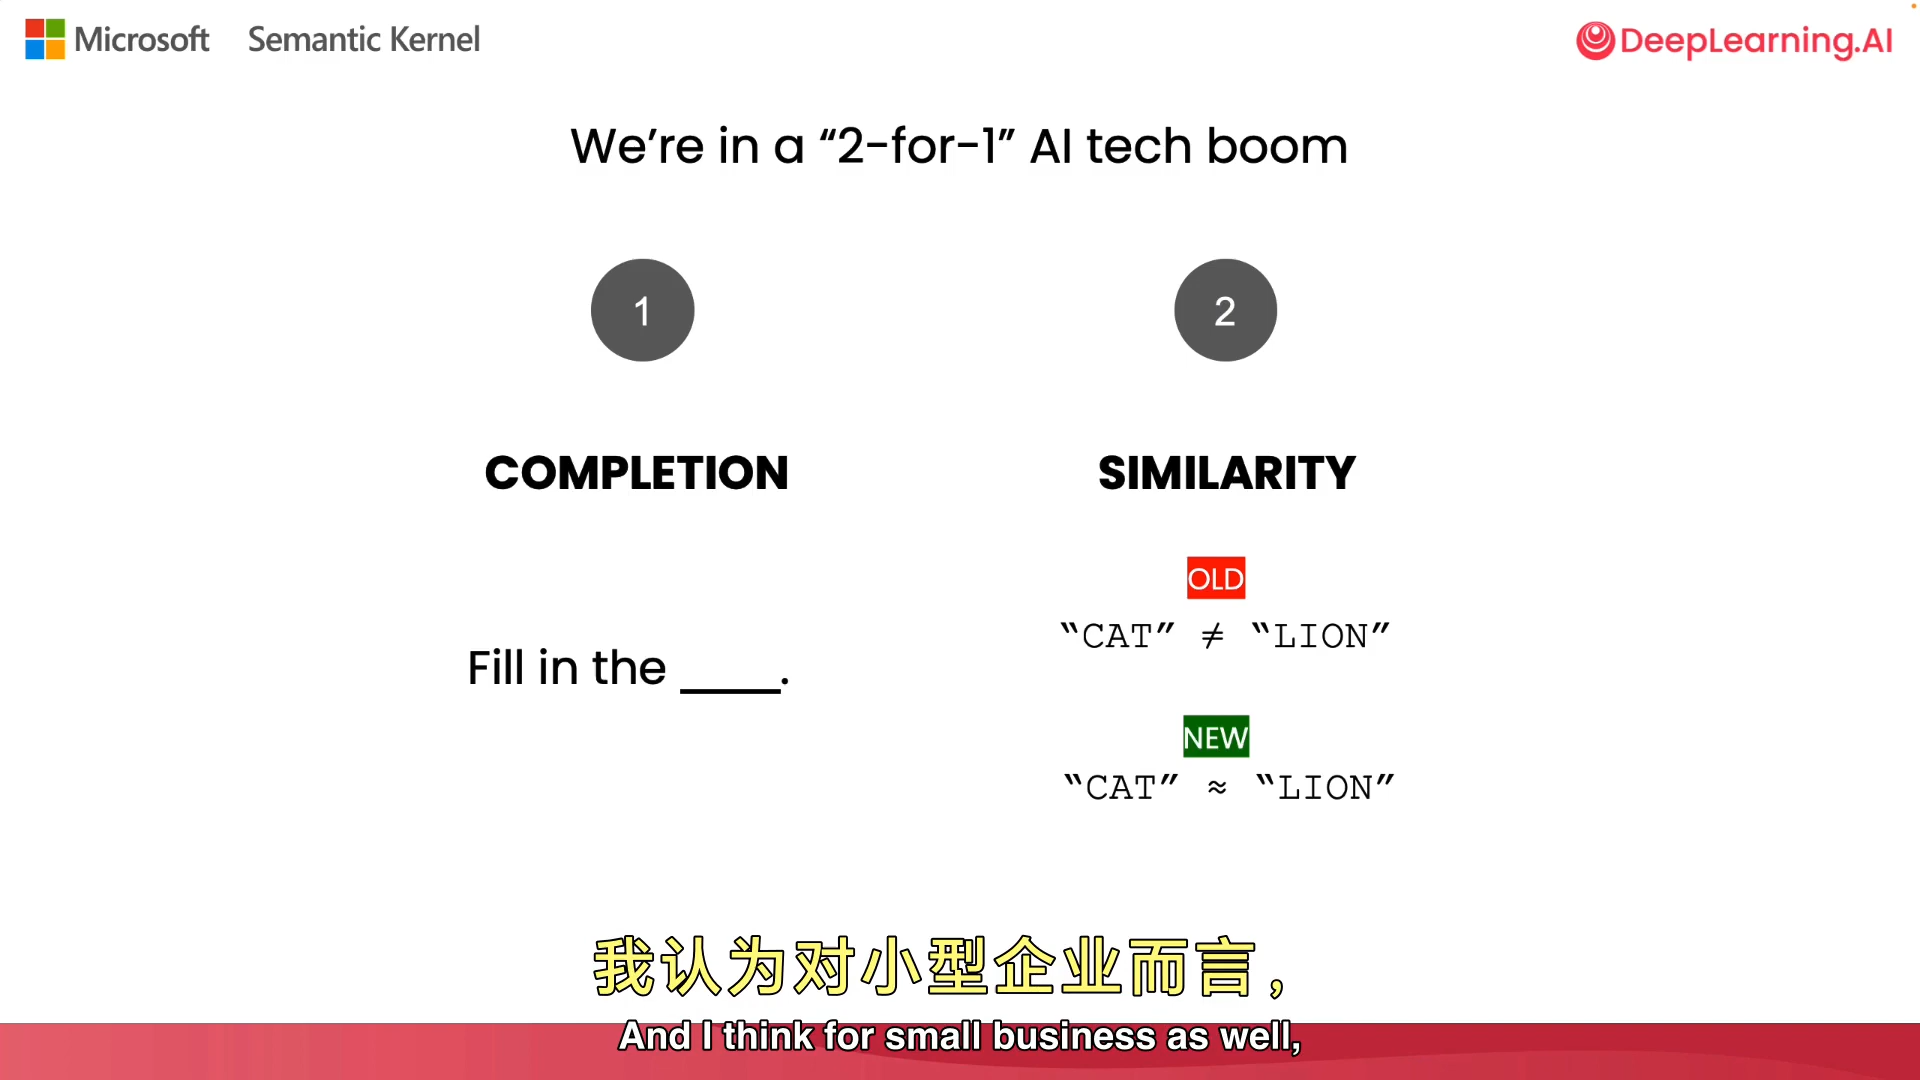 Microsoft Semantic Kernel
DeepLearning.AI
We’re in a “2-for-1” AI tech boom
1
2
COMPLETION
SIMILARITY
Fill in the ____.
OLD
“CAT” ≠ “LION”
NEW
“CAT” ≈ “LION”
我认为对小型企业而言，
And I think for small business as well,